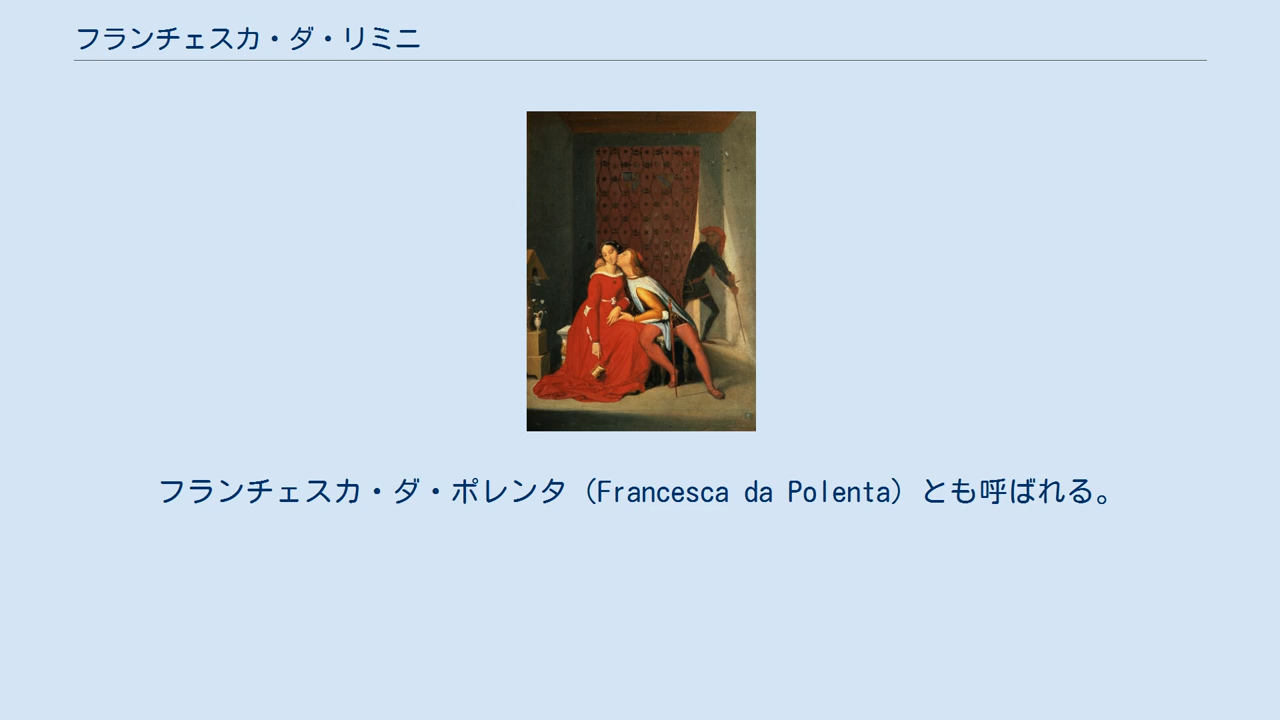 フランチェスカ・ダ・リミニ
フランチェスカ・ダ・ポレンタ（Francesca da Polenta）とも呼ばれる。